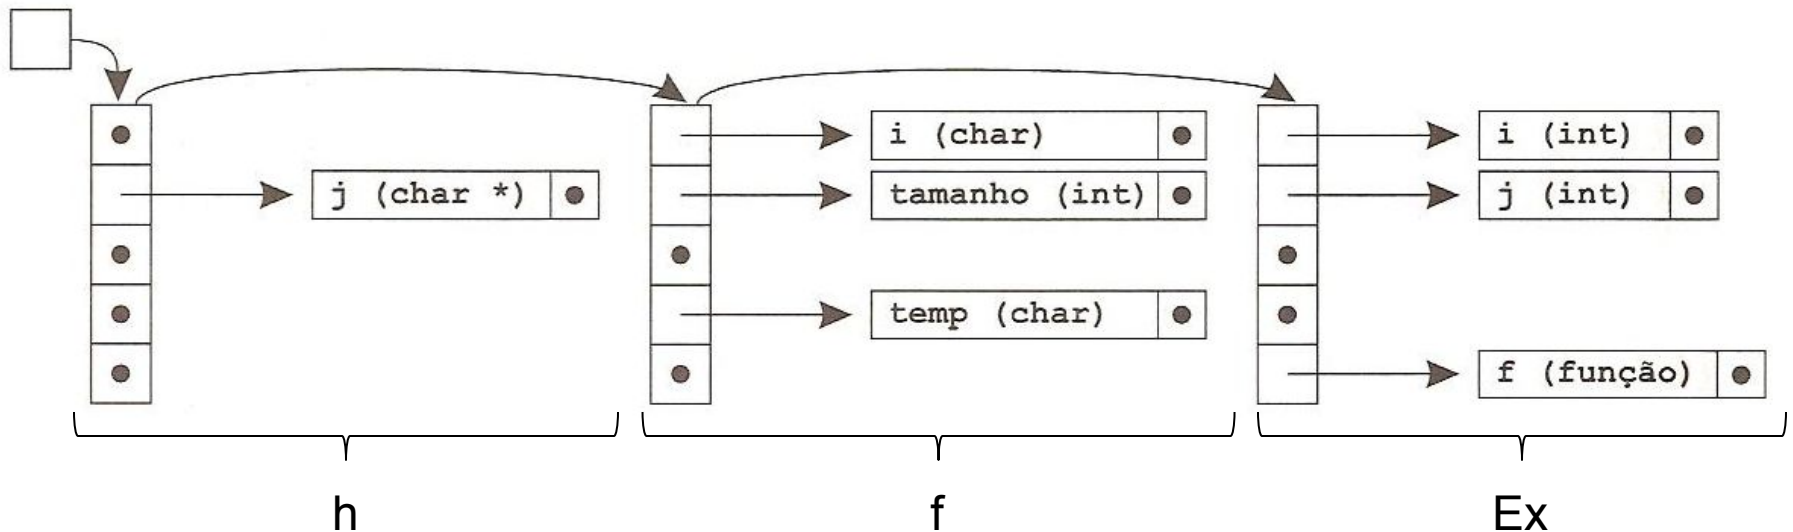 i (char)
i (int)
j (char *)
tamanho (int)
j (int)
temp (char)
f (função)
h
f
Ex